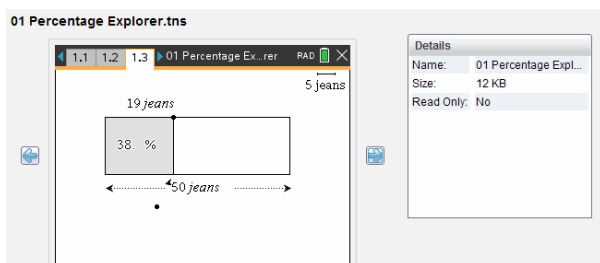 01 Percentage Explorer.tns
1.1 1.2 1.3 01 Percentage Ex...rer RAD
5 jeans
19 jeans
38. %
50 jeans
Details
Name: 01 Percentage Expl...
Size: 12 KB
Read Only: No